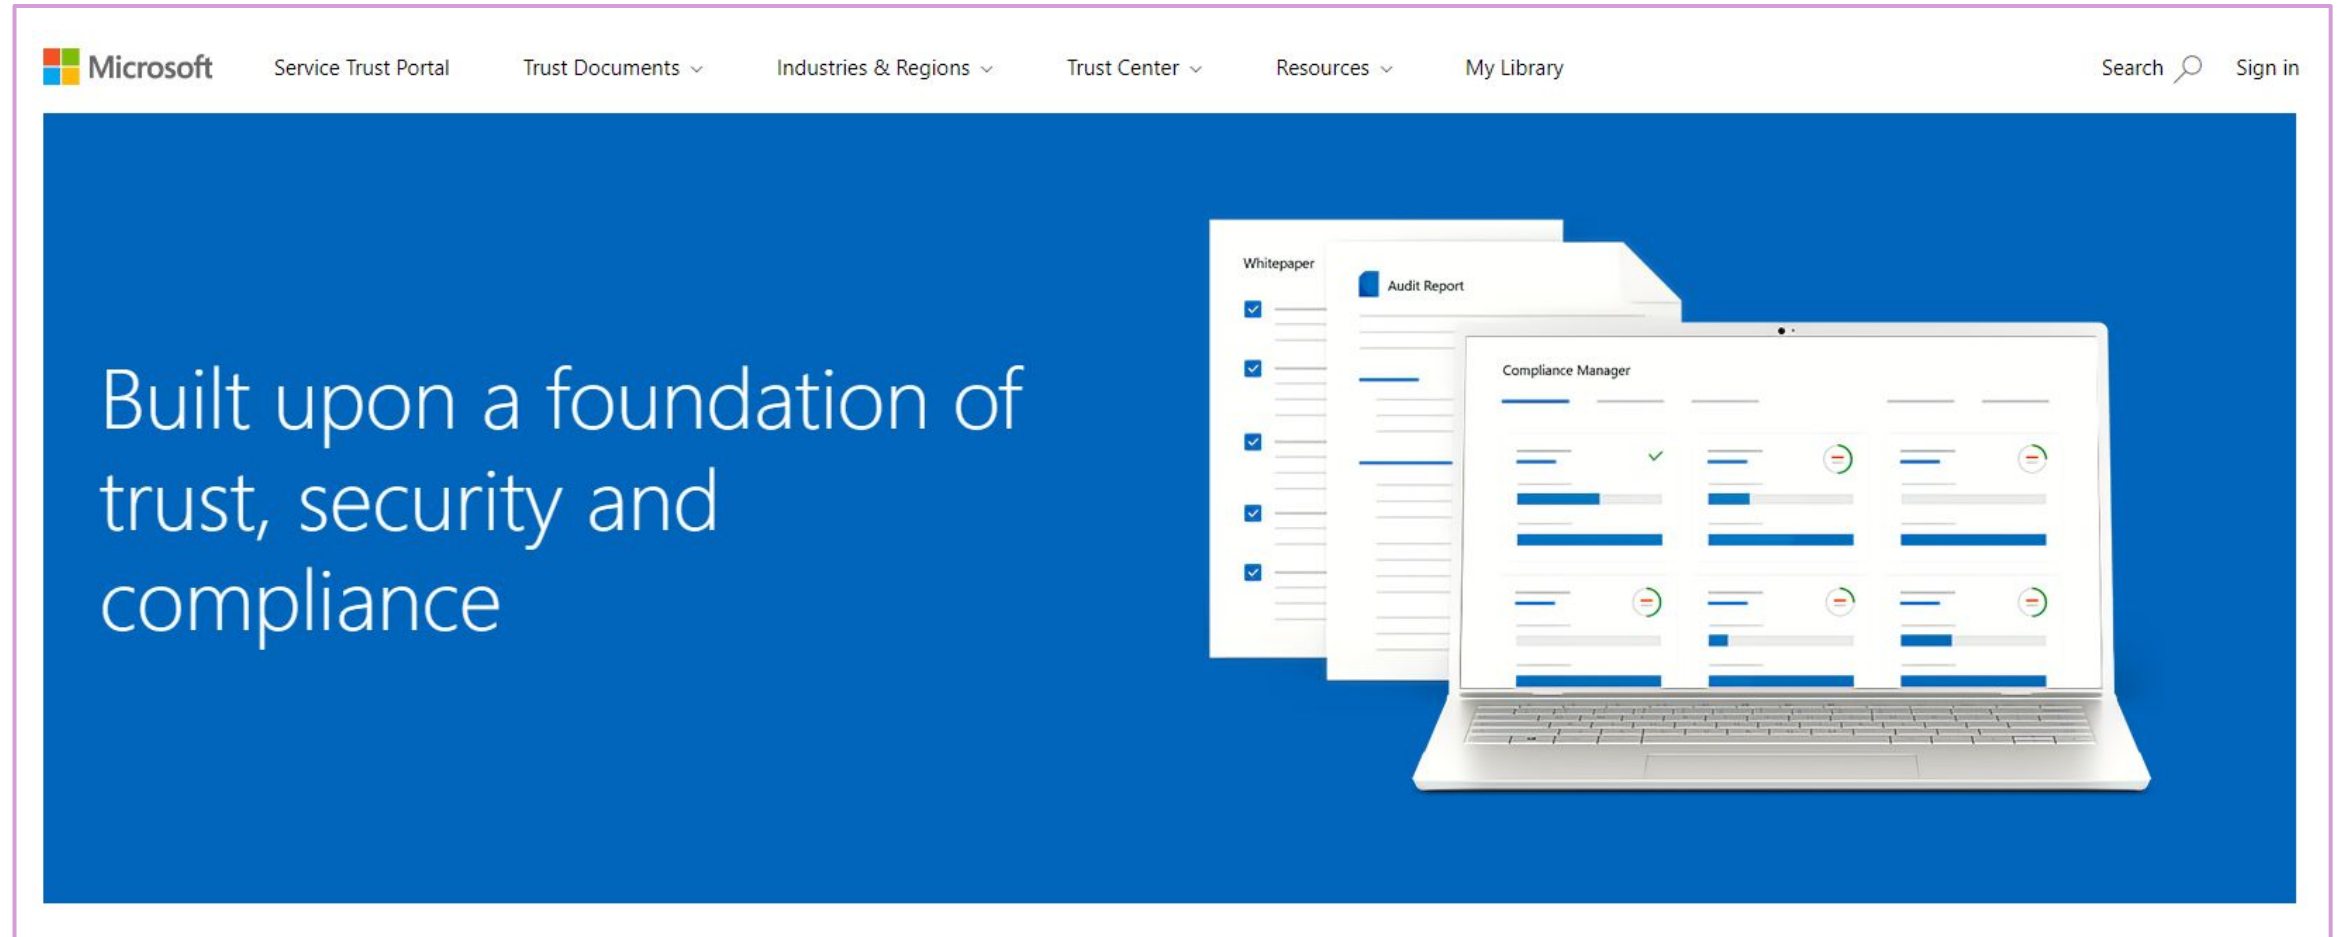 Microsoft Service Trust Portal Trust Documents Industries & Regions Trust Center Resources My Library Search Sign in
Built upon a foundation of
trust, security and
compliance
Whitepaper
Audit Report
Compliance Manager